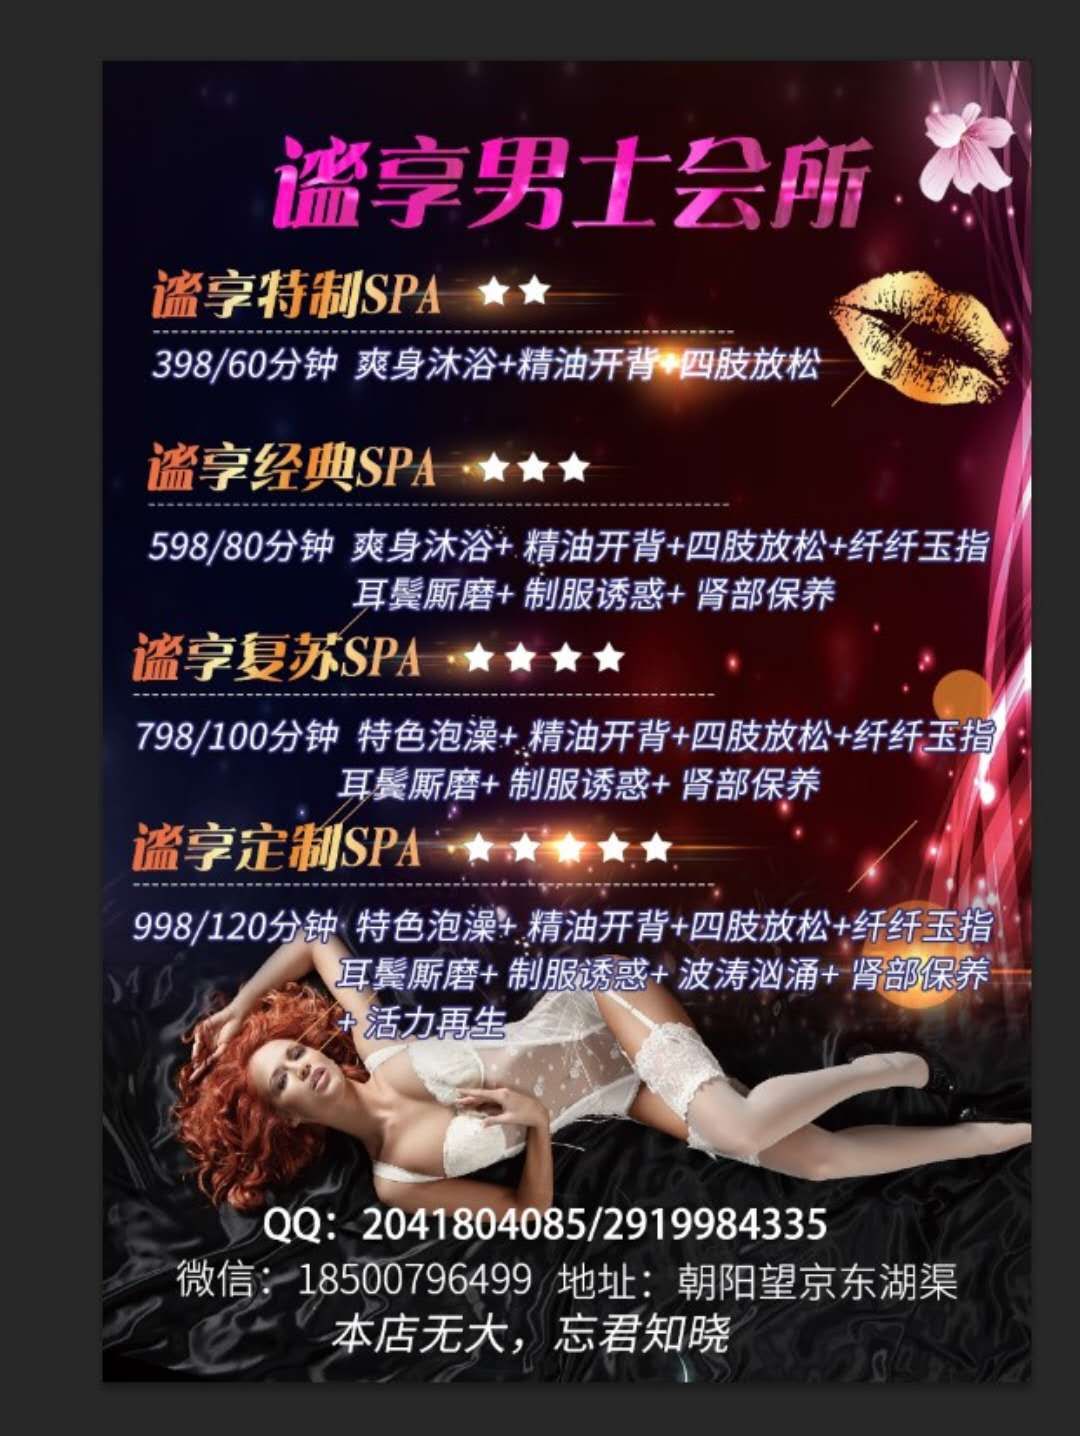 谧享男士会所
谧享特制SPA ★★
398/60分钟 爽身沐浴+精油开背+四肢放松
谧享经典SPA ★★★
598/80分钟 爽身沐浴+ 精油开背+四肢放松+纤纤玉指
耳鬓厮磨+ 制服诱惑+ 肾部保养
谧享复苏SPA ★★★★
798/100分钟 特色泡澡+ 精油开背+四肢放松+纤纤玉指
耳鬓厮磨+ 制服诱惑+ 肾部保养
谧享定制SPA ★★★★★
998/120分钟 特色泡澡+ 精油开背+四肢放松+纤纤玉指
耳鬓厮磨+ 制服诱惑+ 波涛汹涌+ 肾部保养
+ 活力再生
QQ：2041804085/2919984335
微信：18500796499 地址：朝阳望京东湖渠
本店无大，忘君知晓